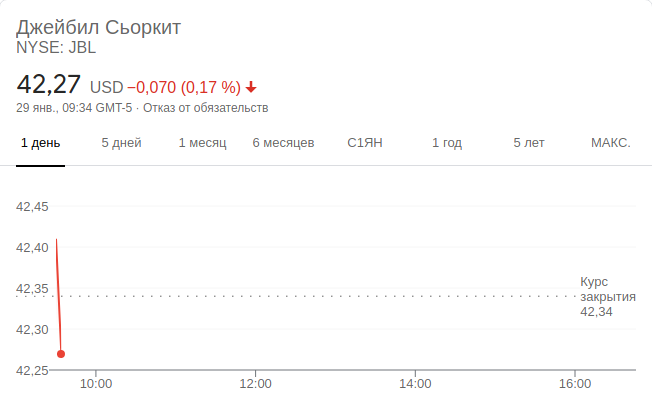 Джейбил Сьоркит
NYSE: JBL
42,27 USD −0,070 (0,17 %)
29 янв., 09:34 GMT-5 · Отказ от обязательств
1 день 5 дней 1 месяц 6 месяцев С1ЯН 1 год 5 лет МАКС.
42,45
42,40
42,35
42,30
42,25
Курс
закрытия
42,34
10:00 12:00 14:00 16:00